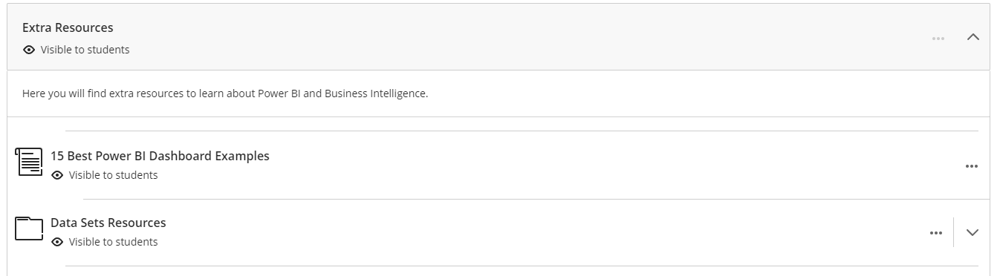 Extra Resources
Visible to students
Here you will find extra resources to learn about Power BI and Business Intelligence.
15 Best Power BI Dashboard Examples
Visible to students
Data Sets Resources
Visible to students